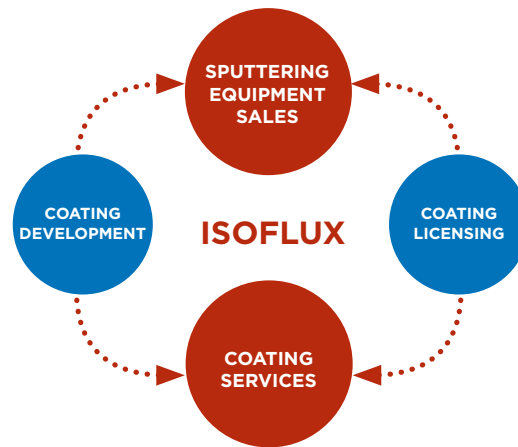 SPUTTERING
EQUIPMENT
SALES
COATING
DEVELOPMENT
ISOFLUX
COATING
LICENSING
COATING
SERVICES